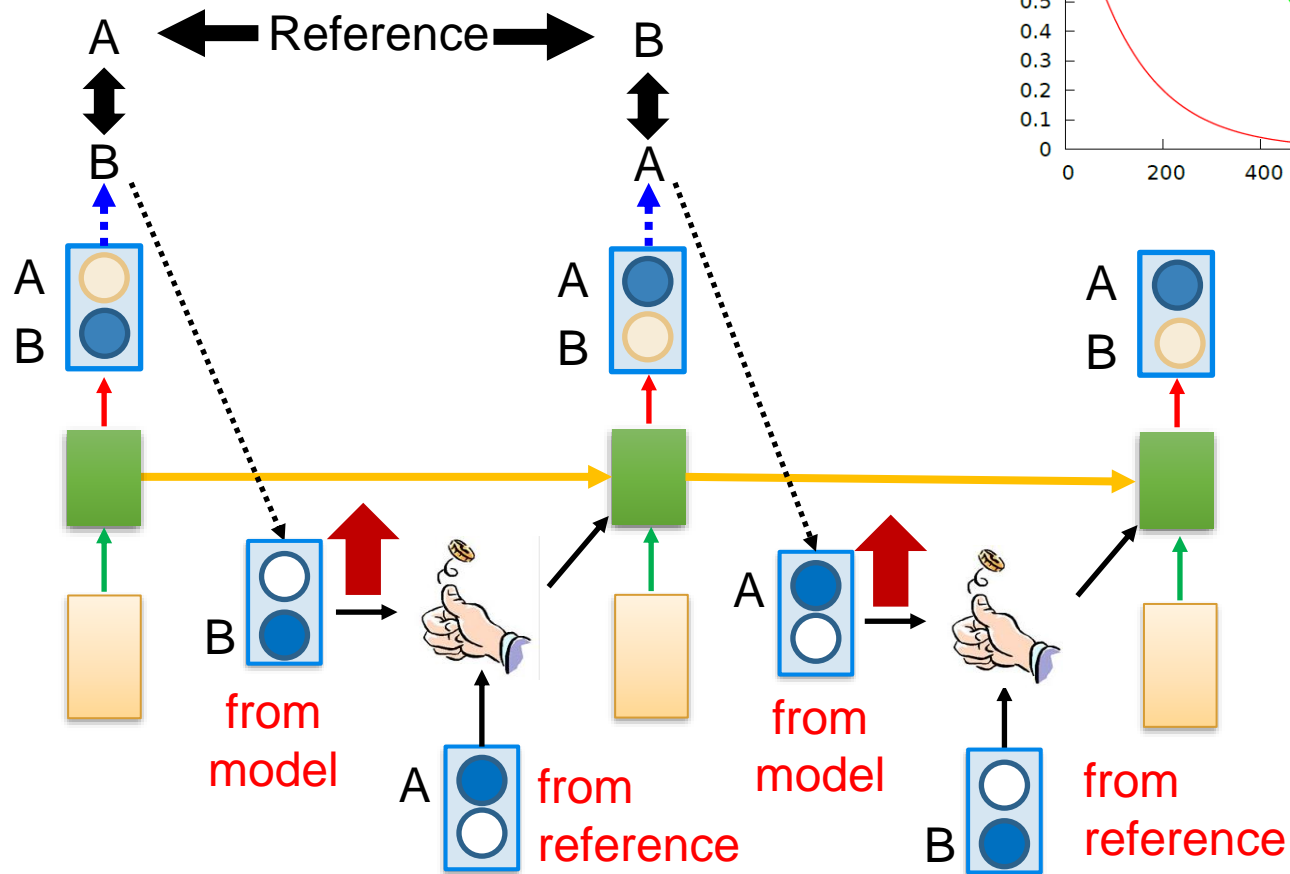 A Reference B
0.5
0.4
0.3
0.2
0.1
0
0 200 400
B
A
A
B
A
B
A
B
B
from
model
A
from
reference
A
from
model
B
from
reference